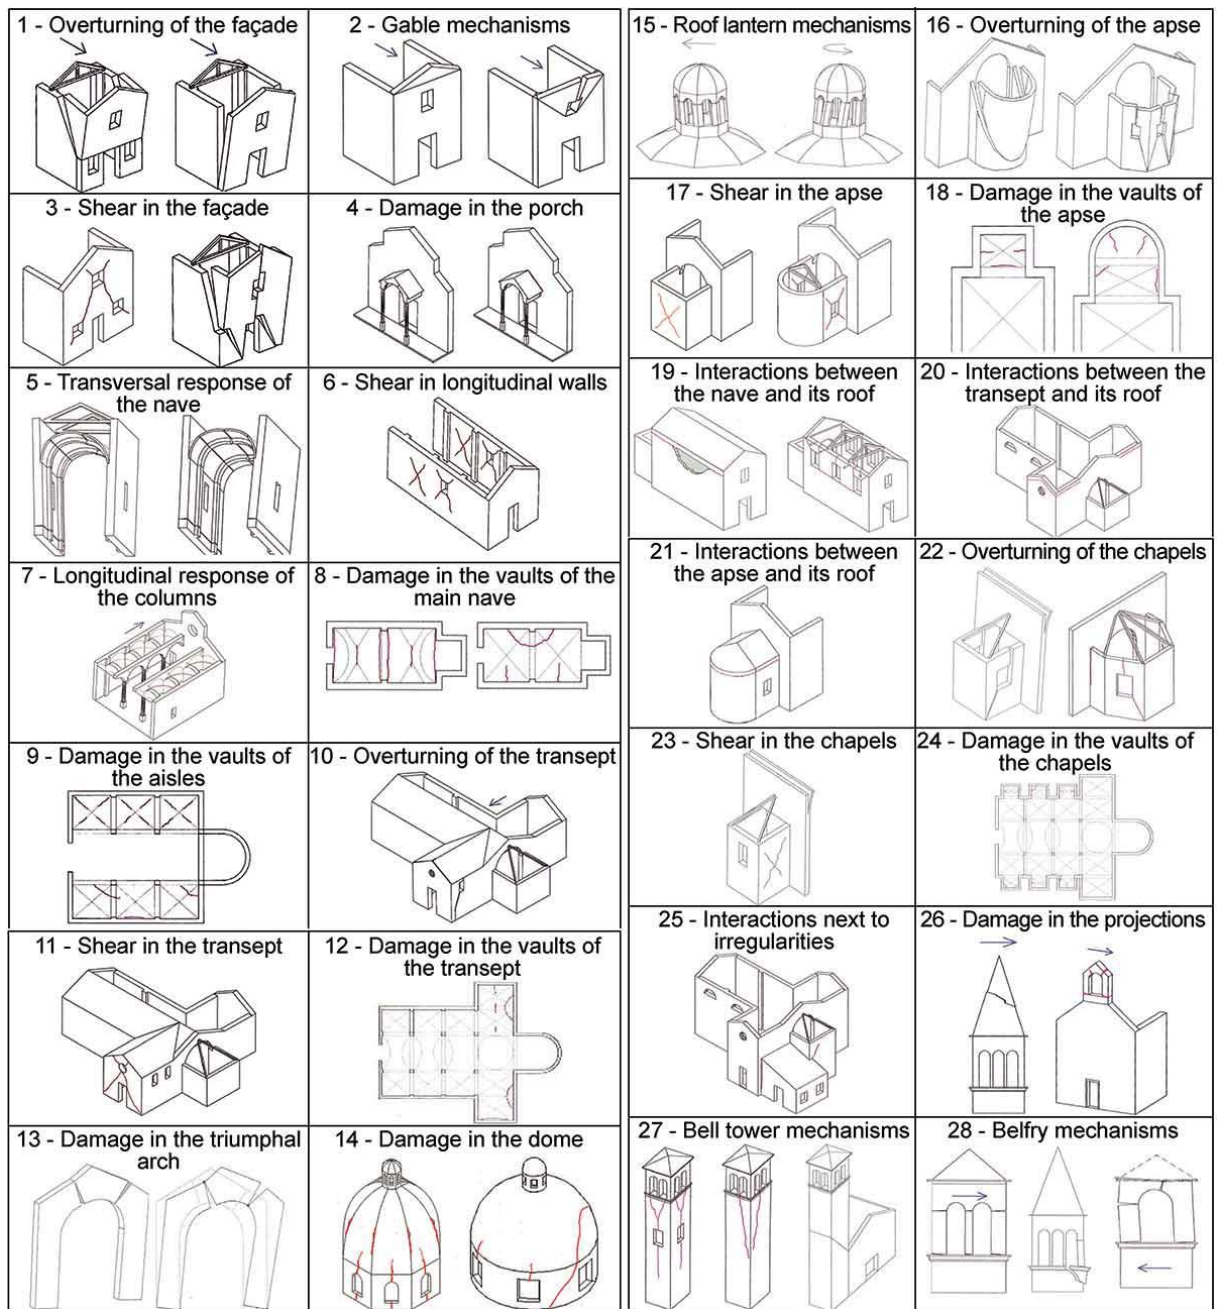 1 - Overturning of the façade
2 - Gable mechanisms
3 - Shear in the façade
4 - Damage in the porch
5 - Transversal response of
the nave
6 - Shear in longitudinal walls
7 - Longitudinal response of
the columns
8 - Damage in the vaults of the
main nave
9 - Damage in the vaults of
the aisles
10 - Overturning of the transept
11 - Shear in the transept
12 - Damage in the vaults of
the transept
13 - Damage in the triumphal
arch
14 - Damage in the dome
15 - Roof lantern mechanisms
16 - Overturning of the apse
17 - Shear in the apse
18 - Damage in the vaults of
the apse
19 - Interactions between
the nave and its roof
20 - Interactions between the
transept and its roof
21 - Interactions between
the apse and its roof
22 - Overturning of the chapels
23 - Shear in the chapels
24 - Damage in the vaults of
the chapels
25 - Interactions next to
irregularities
26 - Damage in the projections
27 - Bell tower mechanisms
28 - Belfry mechanisms